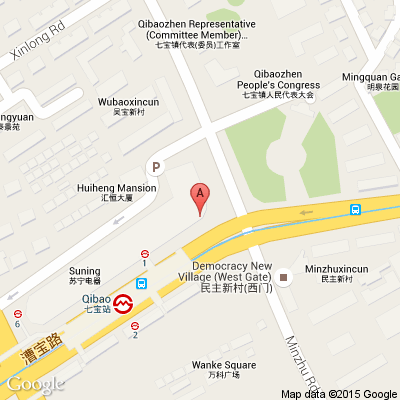 Xinlong Rd
Qibaozhen Representative
(Committee Member)...
七宝镇代表(委员)工作室
Qibaozhen
People's Congress
七宝镇人民代表大会
Mingquan Ga
明泉花园
Wubaoxincun
吴宝新村
ngyuan
景苑
P
Huiheng Mansion
汇恒大厦
A
1
Suning
苏宁电器
Democracy New
Village (West Gate)
民主新村(西门)
Minzhuxincun
民主新村
Qibao
七宝站
6
2
漕宝路
Minzhu Rd
Wanke Square
万科广场
Google
Map data ©2015 Google